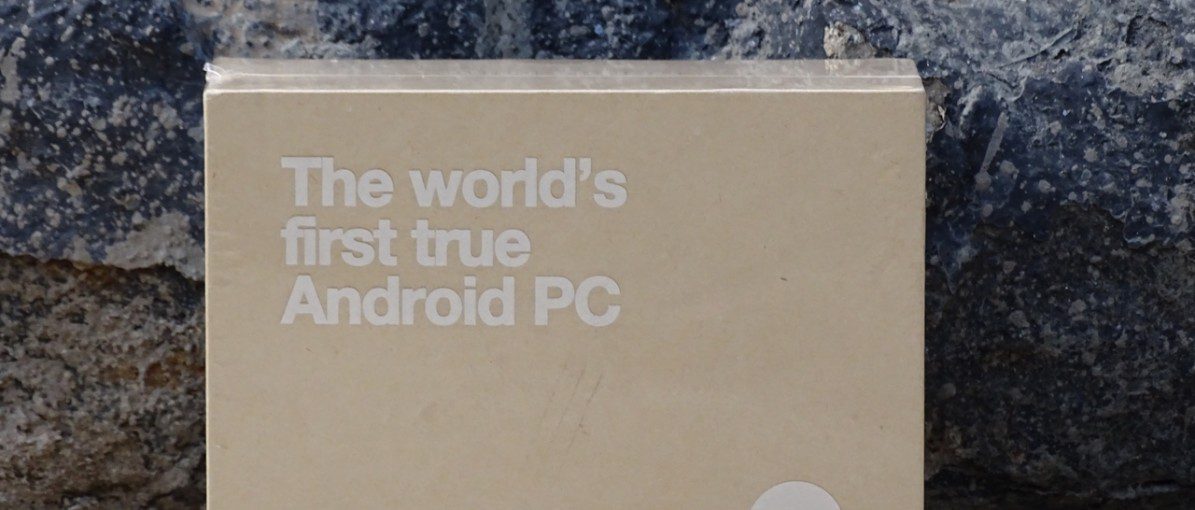 The world’s
first true
Android PC